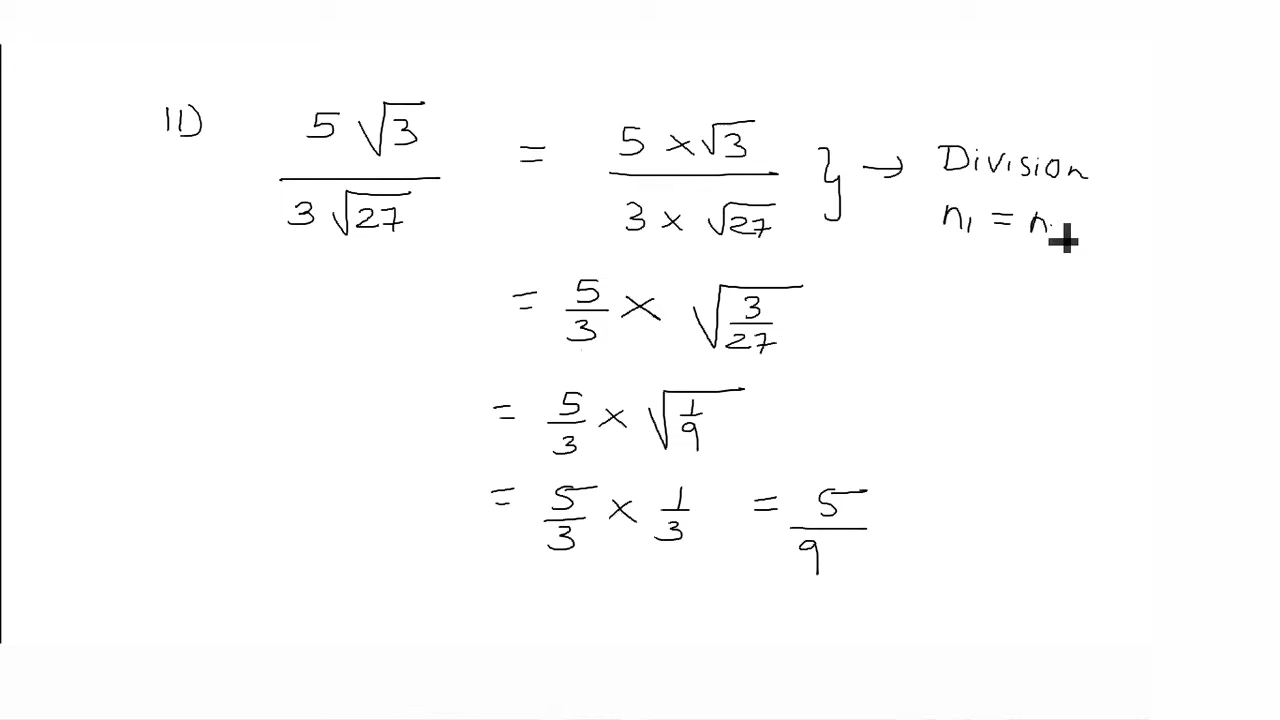 11) 5 √3 / 3 √27 = 5 × √3 / 3 × √27 } → Division
n₁ = n
= 5/3 × √(3/27)
= 5/3 × √(1/9)
= 5/3 × 1/3 = 5/9